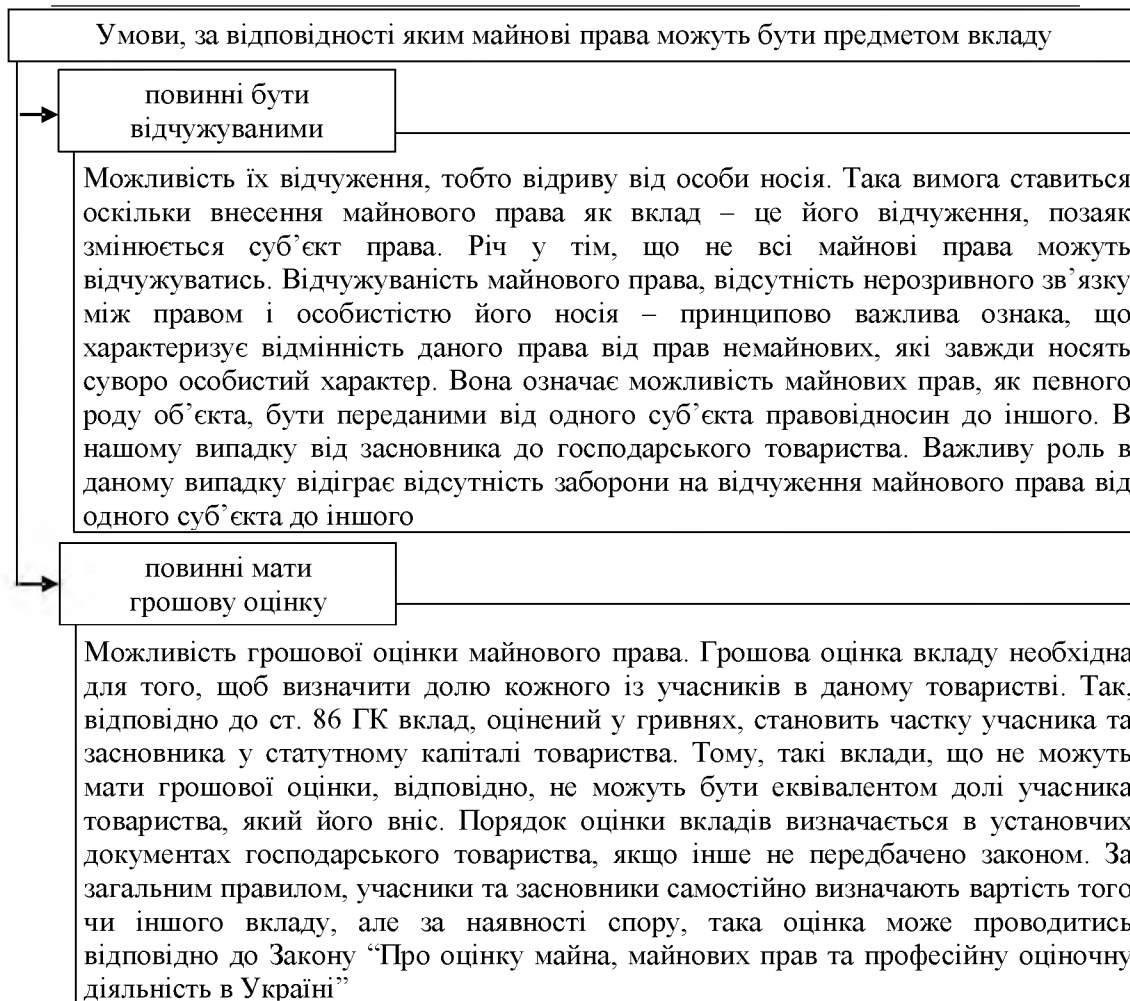 Умови, за відповідності яким майнові права можуть бути предметом вкладу
повинні бути
відчужуваними
Можливість їх відчуження, тобто відриву від особи носія. Така вимога ставиться
оскільки внесення майнового права як вклад – це його відчуження, позаяк
змінюється суб’єкт права. Річ у тім, що не всі майнові права можуть
відчужуватись. Відчужуваність майнового права, відсутність нерозривного зв’язку
між правом і особистістю його носія – принципово важлива ознака, що
характеризує відмінність даного права від прав немайнових, які завжди носять
суворо особистий характер. Вона означає можливість майнових прав, як певного
роду об’єкта, бути переданими від одного суб’єкта правовідносин до іншого. В
нашому випадку від засновника до господарського товариства. Важливу роль в
даному випадку відіграє відсутність заборони на відчуження майнового права від
одного суб’єкта до іншого
повинні мати
грошову оцінку
Можливість грошової оцінки майнового права. Грошова оцінка вкладу необхідна
для того, щоб визначити долю кожного із учасників в даному товаристві. Так,
відповідно до ст. 86 ГК вклад, оцінений у гривнях, становить частку учасника та
засновника у статутному капіталі товариства. Тому, такі вклади, що не можуть
мати грошової оцінки, відповідно, не можуть бути еквівалентом долі учасника
товариства, який його вніс. Порядок оцінки вкладів визначається в установчих
документах господарського товариства, якщо інше не передбачено законом. За
загальним правилом, учасники та засновники самостійно визначають вартість того
чи іншого вкладу, але за наявності спору, така оцінка може проводитись
відповідно до Закону “Про оцінку майна, майнових прав та професійну оціночну
діяльність в Україні”